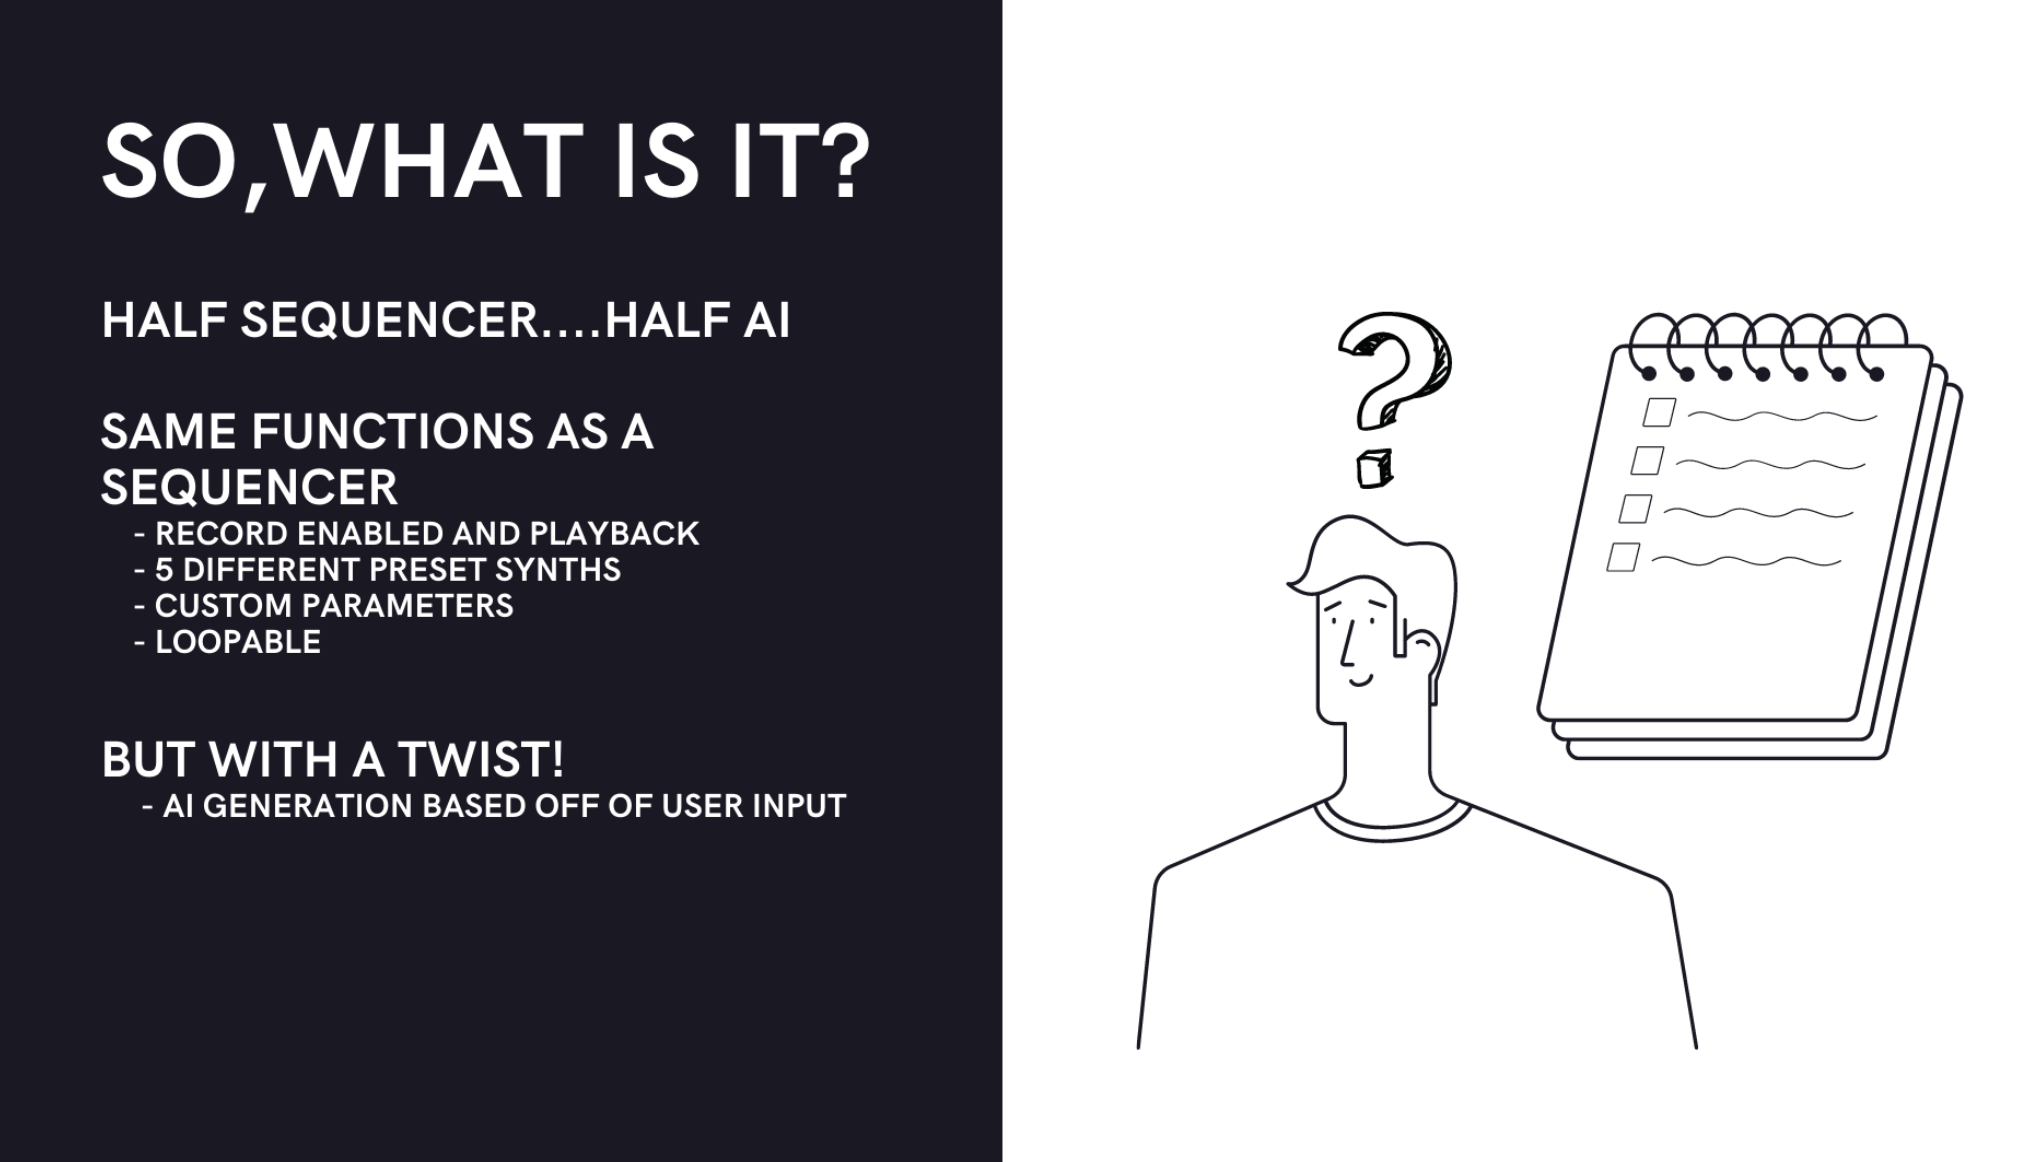 SO,WHAT IS IT?
HALF SEQUENCER....HALF AI
SAME FUNCTIONS AS A
SEQUENCER
- RECORD ENABLED AND PLAYBACK
- 5 DIFFERENT PRESET SYNTHS
- CUSTOM PARAMETERS
- LOOPABLE
BUT WITH A TWIST!
- AI GENERATION BASED OFF OF USER INPUT
?